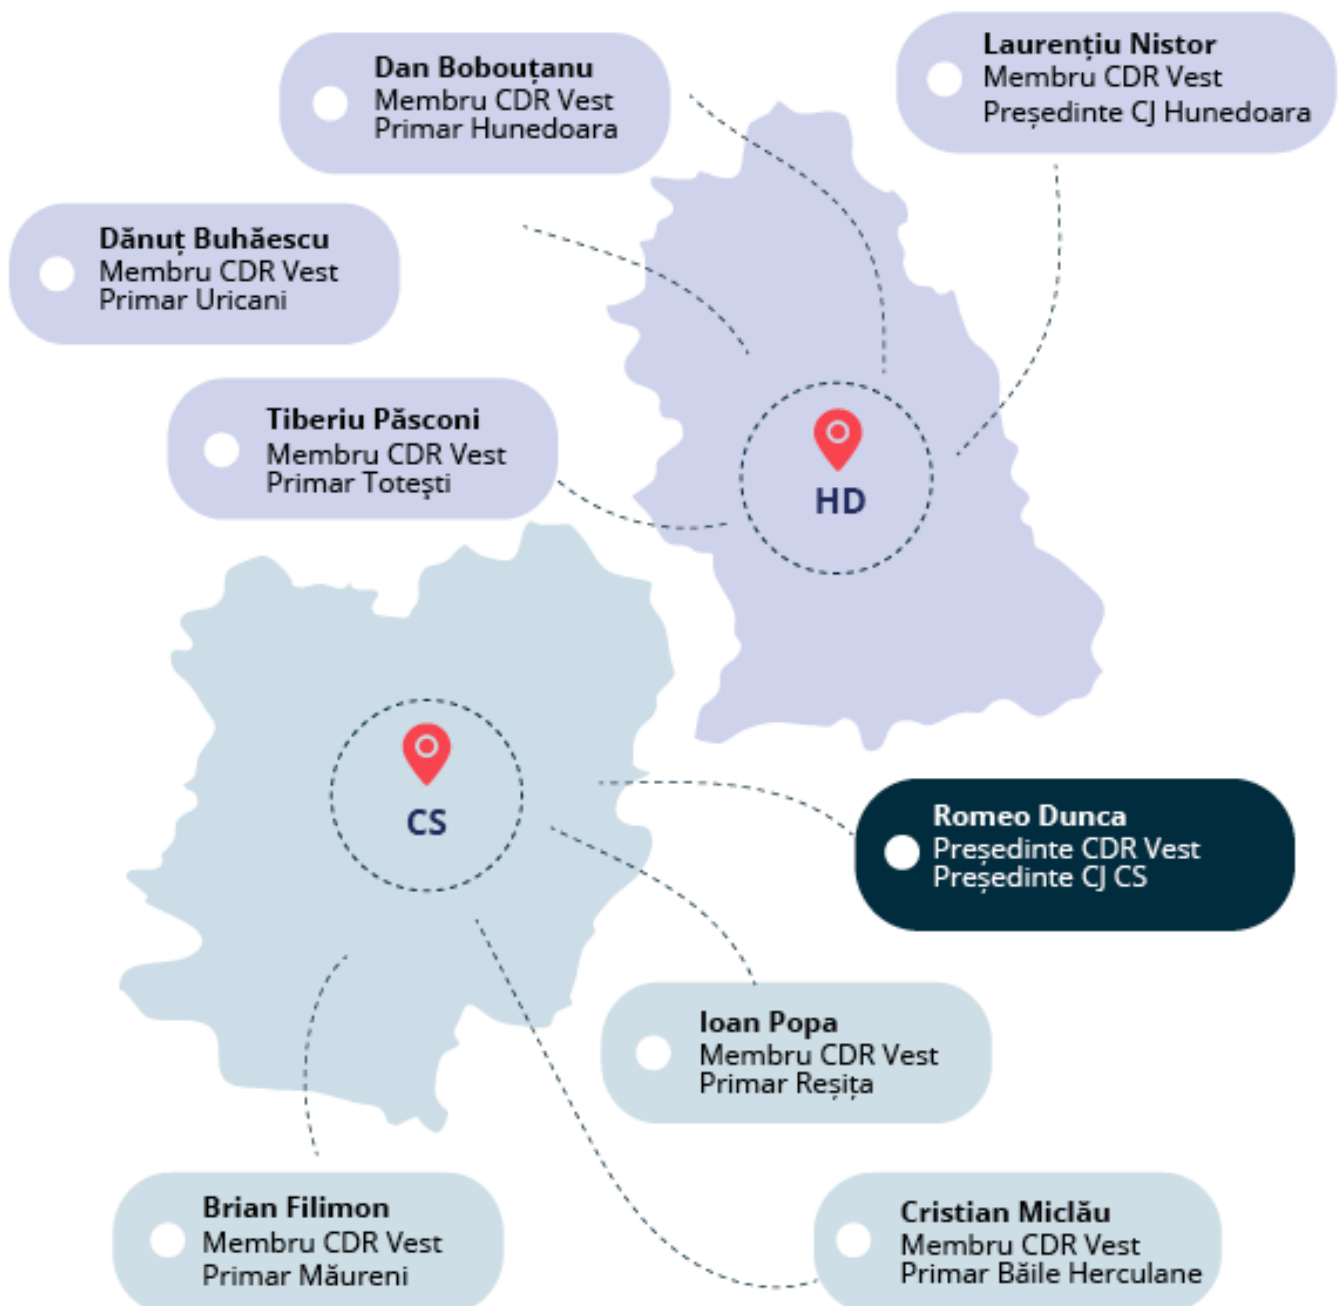 Laurențiu Nistor
Membru CDR Vest
Președinte CJ Hunedoara
Dan Bobouțanu
Membru CDR Vest
Primar Hunedoara
Dănuț Buhăescu
Membru CDR Vest
Primar Uricani
Tiberiu Păsconi
Membru CDR Vest
Primar Toteşti
HD
CS
Romeo Dunca
Președinte CDR Vest
Președinte CJ CS
Ioan Popa
Membru CDR Vest
Primar Reșița
Brian Filimon
Membru CDR Vest
Primar Măureni
Cristian Miclău
Membru CDR Vest
Primar Băile Herculane